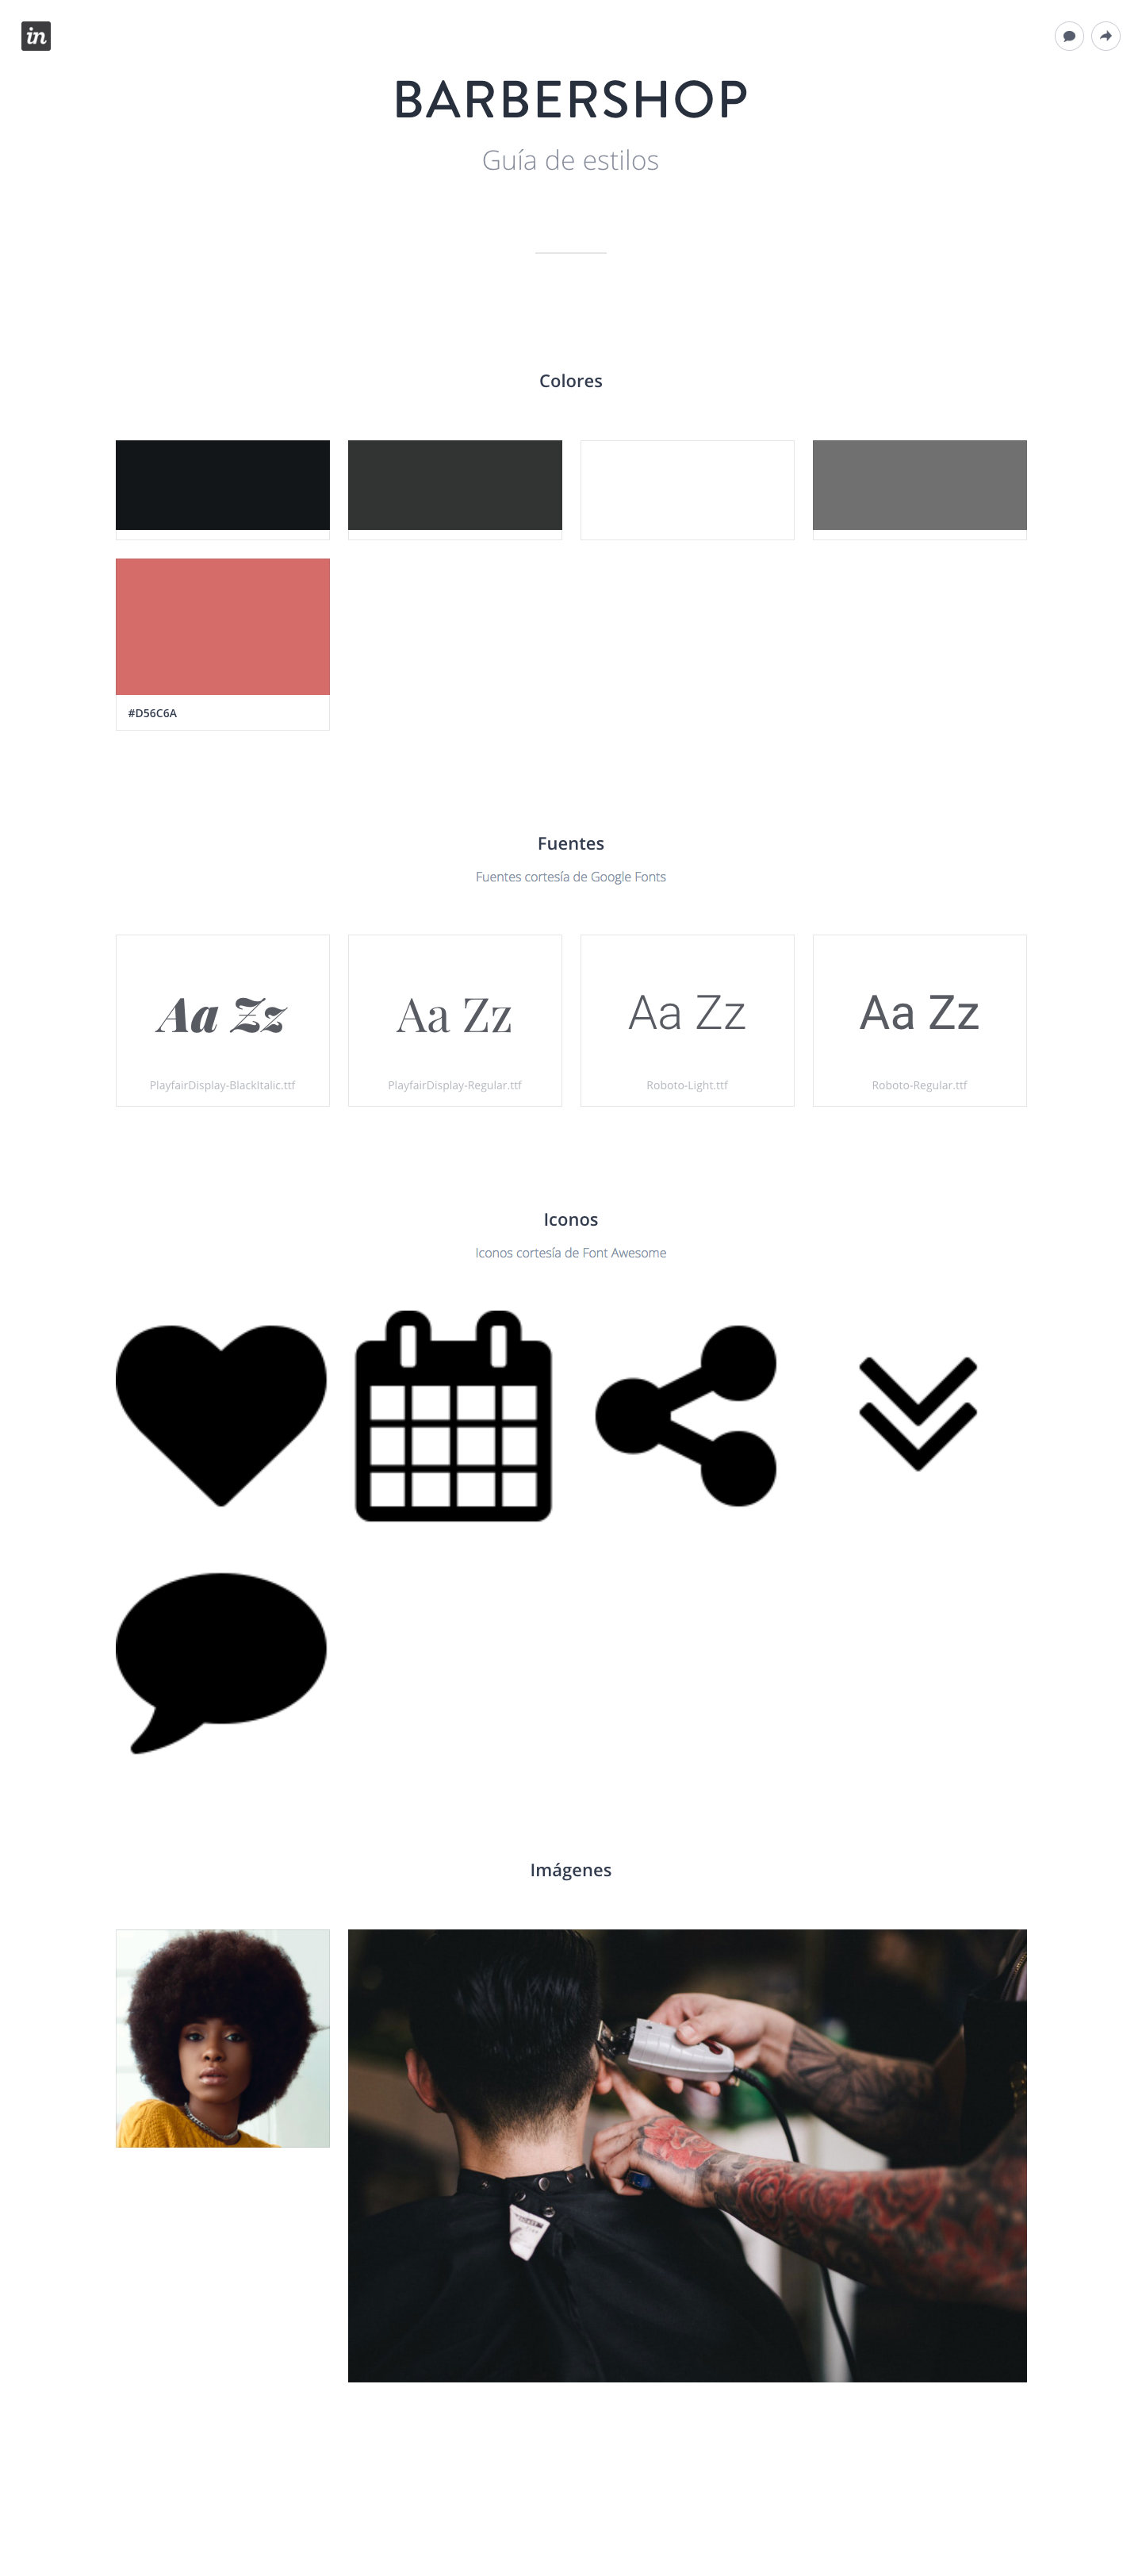 in
BARBERSHOP
Guía de estilos
Colores
#D56C6A
Fuentes
Fuentes cortesía de Google Fonts
Aa Zz
Aa Zz
Aa Zz
Aa Zz
PlayfairDisplay-BlackItalic.ttf
PlayfairDisplay-Regular.ttf
Roboto-Light.ttf
Roboto-Regular.ttf
Iconos
Iconos cortesía de Font Awesome
Imágenes